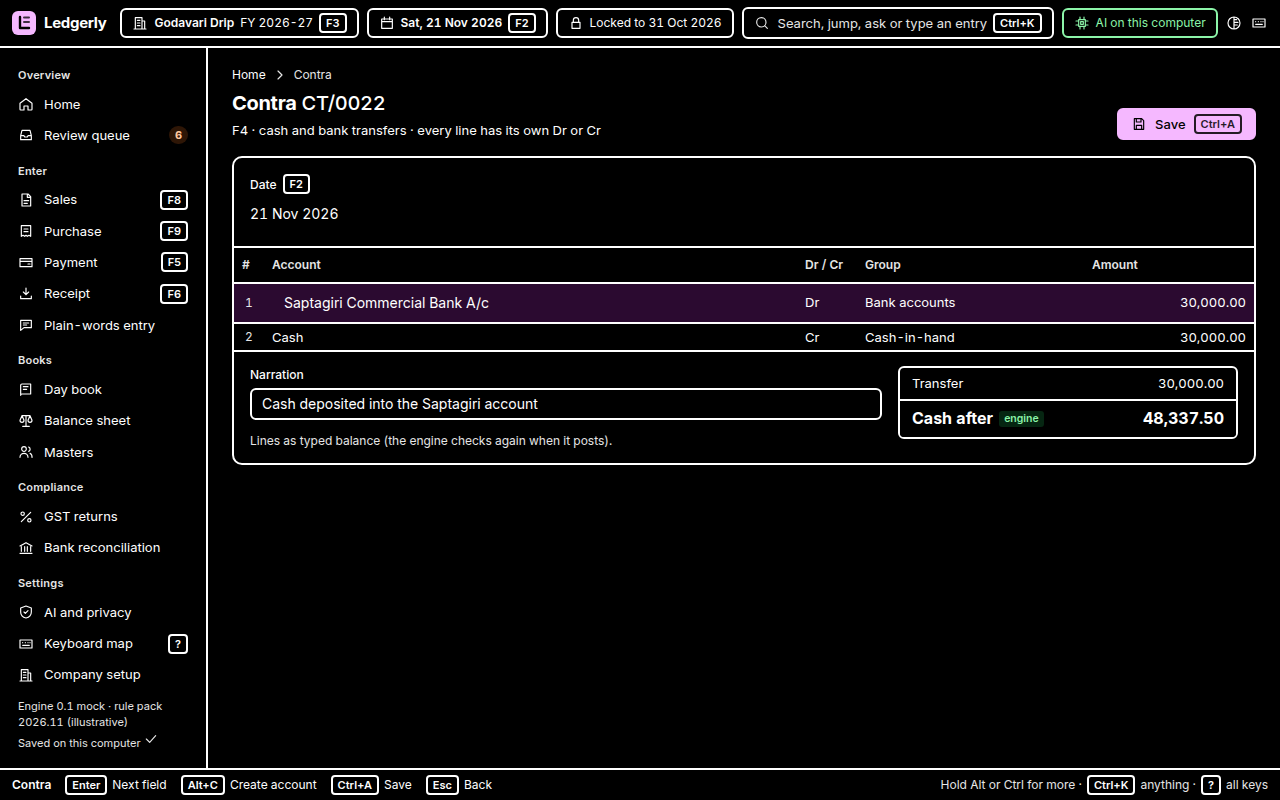 Ledgerly
Godavari Drip FY 2026-27 F3
Sat, 21 Nov 2026 F2
Locked to 31 Oct 2026
Search, jump, ask or type an entry Ctrl+K
AI on this computer
Overview
Home
Review queue 6
Enter
Sales F8
Purchase F9
Payment F5
Receipt F6
Plain-words entry
Books
Day book
Balance sheet
Masters
Compliance
GST returns
Bank reconciliation
Settings
AI and privacy
Keyboard map ?
Company setup
Engine 0.1 mock · rule pack
2026.11 (illustrative)
Saved on this computer
Home Contra
Contra CT/0022
F4 · cash and bank transfers · every line has its own Dr or Cr
Save Ctrl+A
Date F2
21 Nov 2026
# Account Dr / Cr Group Amount
1 Saptagiri Commercial Bank A/c Dr Bank accounts 30,000.00
2 Cash Cr Cash-in-hand 30,000.00
Narration
Cash deposited into the Saptagiri account
Lines as typed balance (the engine checks again when it posts).
Transfer 30,000.00
Cash after engine 48,337.50
Contra Enter Next field Alt+C Create account Ctrl+A Save Esc Back
Hold Alt or Ctrl for more · Ctrl+K anything · ? all keys